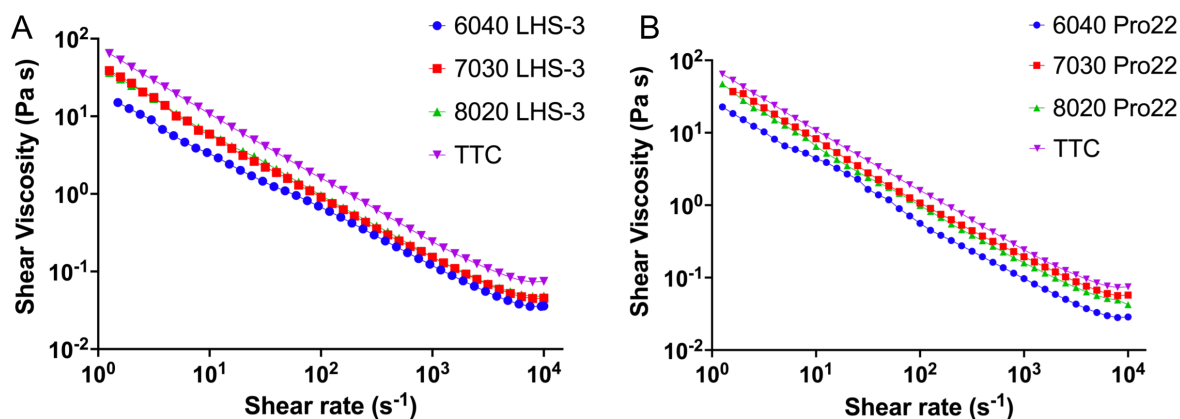 A
6040 LHS-3
7030 LHS-3
8020 LHS-3
TTC
Shear Viscosity (Pa s)
10²
10¹
10⁰
10⁻¹
10⁻²
10⁰ 10¹ 10² 10³ 10⁴
Shear rate (s⁻¹)
B
6040 Pro22
7030 Pro22
8020 Pro22
TTC
Shear Viscosity (Pa s)
10²
10¹
10⁰
10⁻¹
10⁻²
10⁰ 10¹ 10² 10³ 10⁴
Shear rate (s⁻¹)